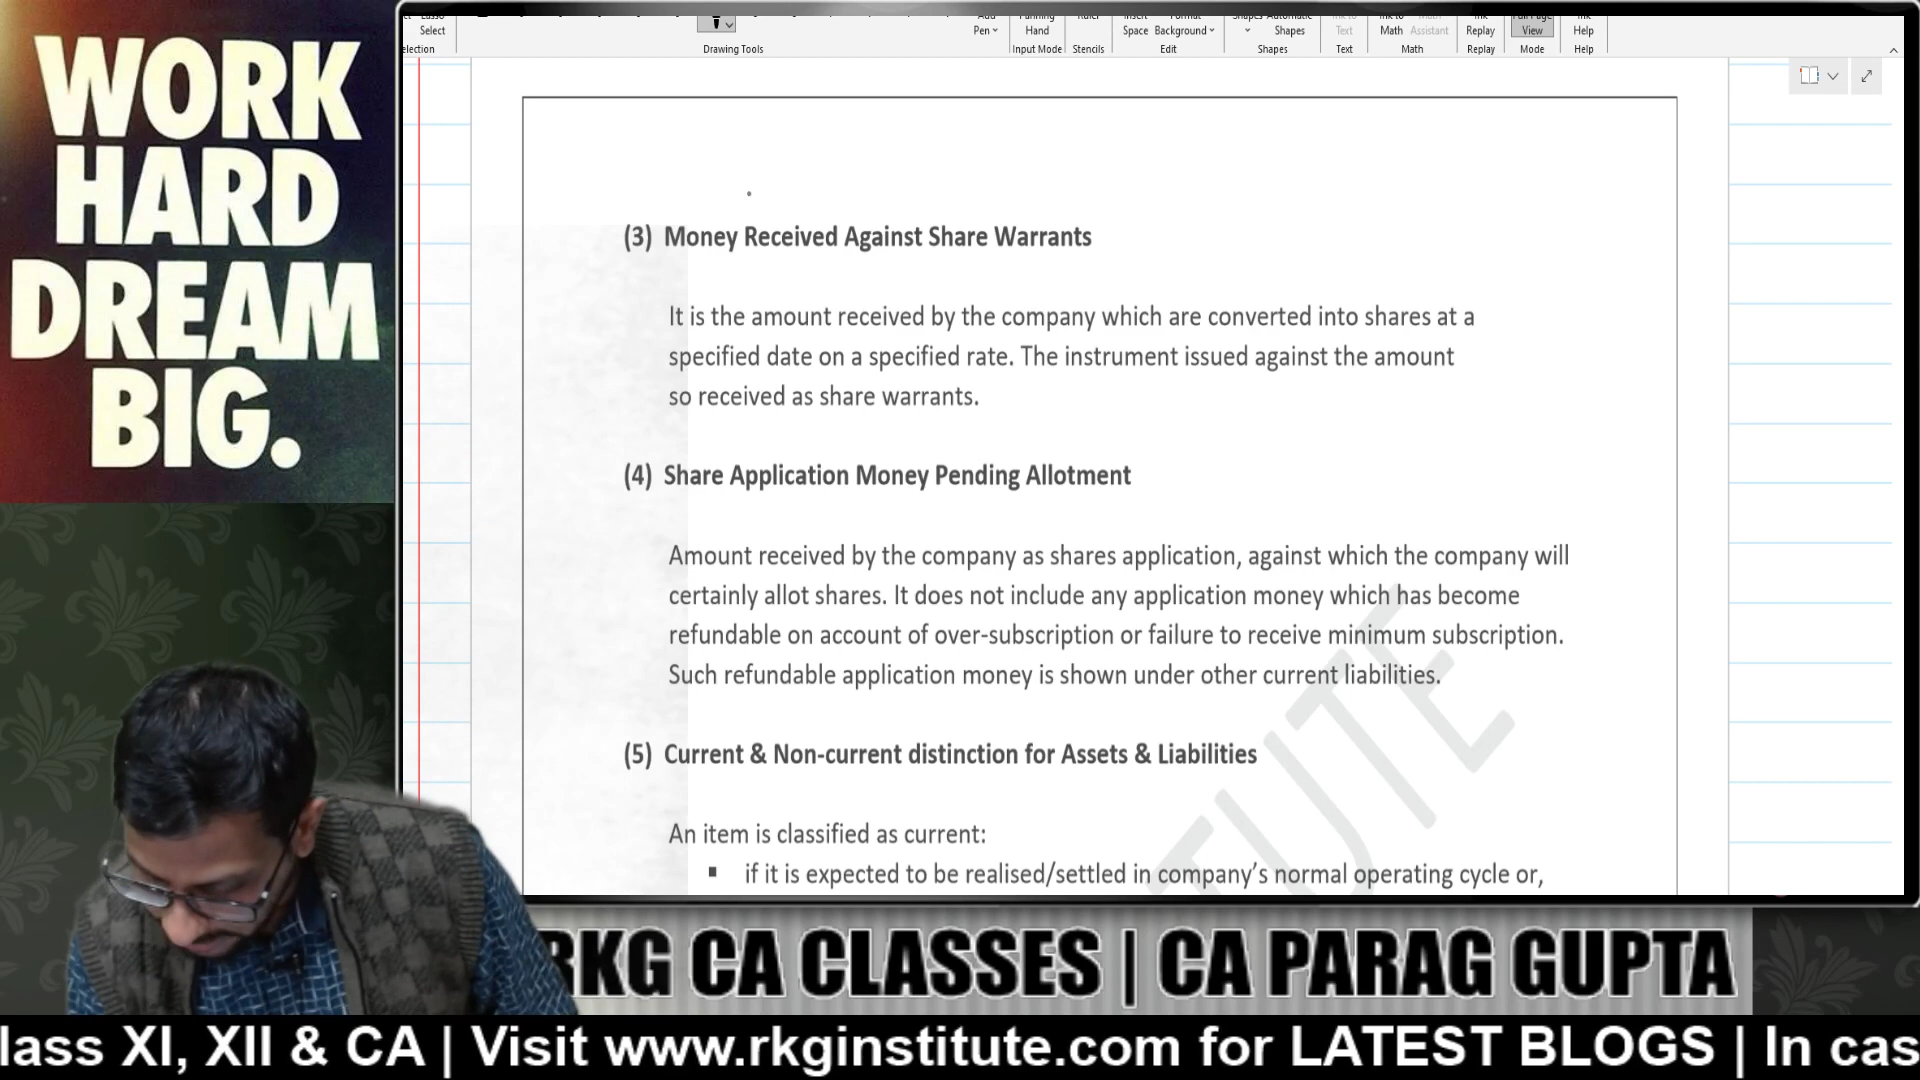 WORK
HARD
DREAM
BIG.
Select
Pen
Hand
Space
Background
Shapes
Text
Math
Assistant
Replay
View
Help
Drawing Tools
Input Mode
Stencils
Edit
Shapes
Text
Math
Replay
Mode
Help
(3) Money Received Against Share Warrants
It is the amount received by the company which are converted into shares at a
specified date on a specified rate. The instrument issued against the amount
so received as share warrants.
(4) Share Application Money Pending Allotment
Amount received by the company as shares application, against which the company will
certainly allot shares. It does not include any application money which has become
refundable on account of over-subscription or failure to receive minimum subscription.
Such refundable application money is shown under other current liabilities.
(5) Current & Non-current distinction for Assets & Liabilities
An item is classified as current:
▪ if it is expected to be realised/settled in company’s normal operating cycle or,
TUTE
RKG CA CLASSES | CA PARAG GUPTA
lass XI, XII & CA | Visit www.rkginstitute.com for LATEST BLOGS | In cas